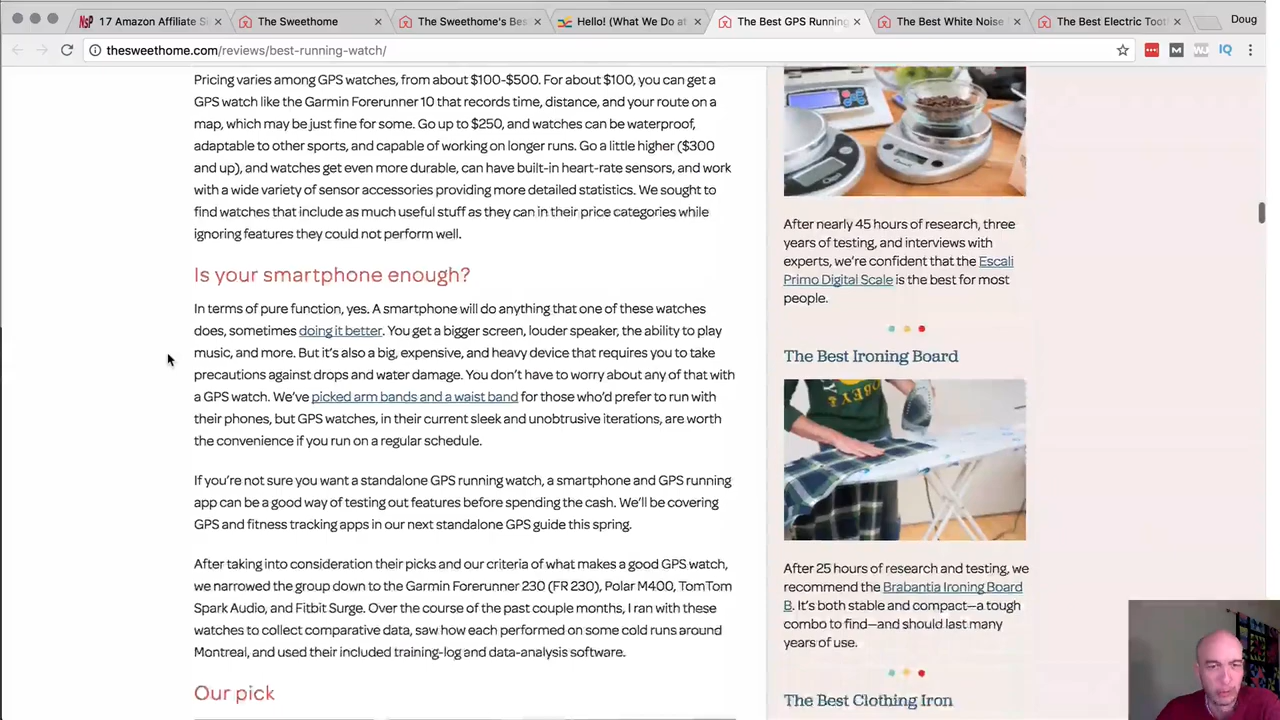 17 Amazon Affiliate Si
The Sweethome
The Sweethome's Bes
Hello! (What We Do at
The Best GPS Running
The Best White Noise
The Best Electric Toot
Doug
thesweethome.com/reviews/best-running-watch/
Pricing varies among GPS watches, from about $100-$500. For about $100, you can get a
GPS watch like the Garmin Forerunner 10 that records time, distance, and your route on a
map, which may be just fine for some. Go up to $250, and watches can be waterproof,
adaptable to other sports, and capable of working on longer runs. Go a little higher ($300
and up), and watches get even more durable, can have built-in heart-rate sensors, and work
with a wide variety of sensor accessories providing more detailed statistics. We sought to
find watches that include as much useful stuff as they can in their price categories while
ignoring features they could not perform well.
Is your smartphone enough?
In terms of pure function, yes. A smartphone will do anything that one of these watches
does, sometimes doing it better. You get a bigger screen, louder speaker, the ability to play
music, and more. But it's also a big, expensive, and heavy device that requires you to take
precautions against drops and water damage. You don't have to worry about any of that with
a GPS watch. We've picked arm bands and a waist band for those who'd prefer to run with
their phones, but GPS watches, in their current sleek and unobtrusive iterations, are worth
the convenience if you run on a regular schedule.
If you're not sure you want a standalone GPS running watch, a smartphone and GPS running
app can be a good way of testing out features before spending the cash. We'll be covering
GPS and fitness tracking apps in our next standalone GPS guide this spring.
After taking into consideration their picks and our criteria of what makes a good GPS watch,
we narrowed the group down to the Garmin Forerunner 230 (FR 230), Polar M400, TomTom
Spark Audio, and Fitbit Surge. Over the course of the past couple months, I ran with these
watches to collect comparative data, saw how each performed on some cold runs around
Montreal, and used their included training-log and data-analysis software.
Our pick
After nearly 45 hours of research, three
years of testing, and interviews with
experts, we're confident that the Escali
Primo Digital Scale is the best for most
people.
The Best Ironing Board
After 25 hours of research and testing, we
recommend the Brabantia Ironing Board
B. It's both stable and compact—a tough
combo to find—and should last many
years of use.
The Best Clothing Iron